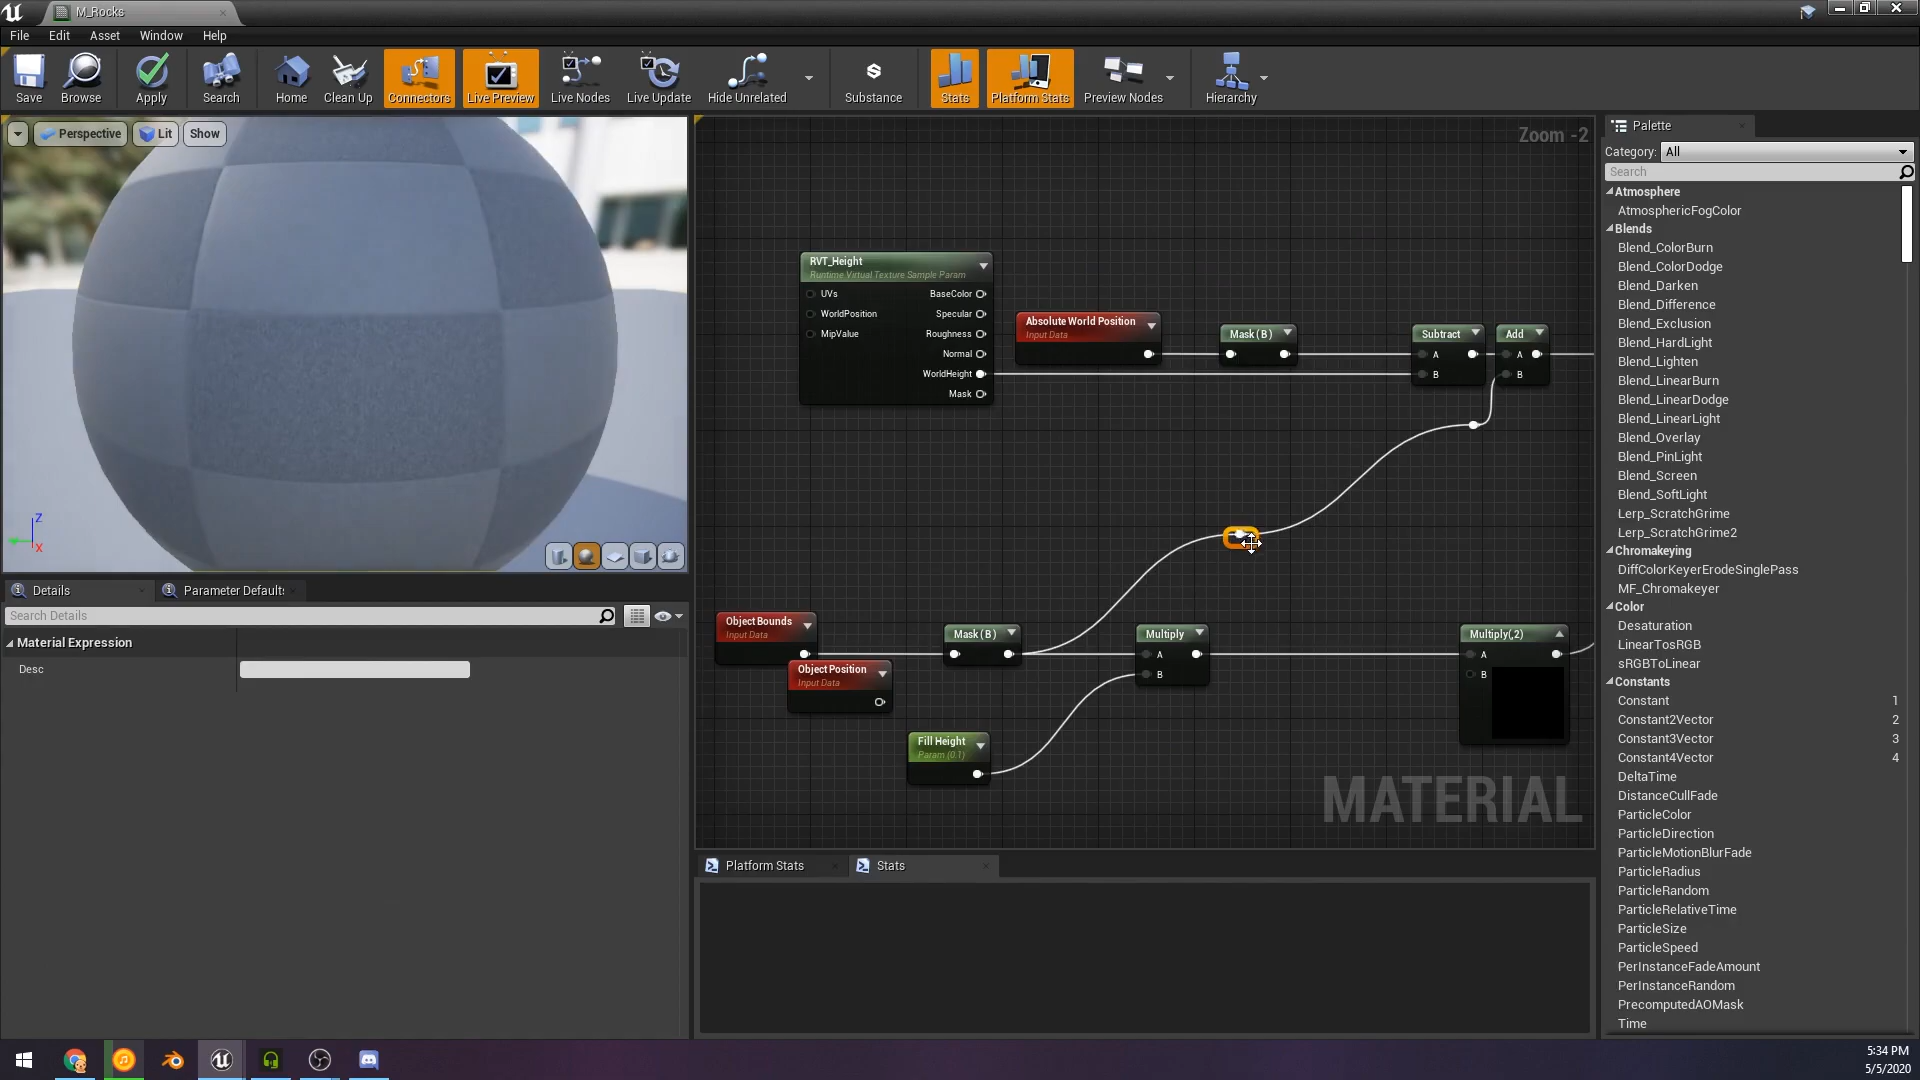 M_Rocks
File Edit Asset Window Help
Save
Browse
Apply
Search
Home
Clean Up
Connectors
Live Preview
Live Nodes
Live Update
Hide Unrelated
Substance
Stats
Platform Stats
Preview Nodes
Hierarchy
Perspective
Lit
Show
Z
X
Zoom -2
RVT_Height
Runtime Virtual Texture Sample Param
UVs BaseColor
WorldPosition Specular
MipValue Roughness
Normal
WorldHeight
Mask
Absolute World Position
Input Data
Mask ( B )
Subtract
A
B
Add
A
B
Object Bounds
Input Data
Object Position
Input Data
Mask ( B )
Multiply
A
B
Multiply(,2)
A
B
Fill Height
Param (0.1)
MATERIAL
Details
Parameter Defaults
Search Details
Material Expression
Desc
Platform Stats
Stats
Palette
Category: All
Search
Atmosphere
AtmosphericFogColor
Blends
Blend_ColorBurn
Blend_ColorDodge
Blend_Darken
Blend_Difference
Blend_Exclusion
Blend_HardLight
Blend_Lighten
Blend_LinearBurn
Blend_LinearDodge
Blend_LinearLight
Blend_Overlay
Blend_PinLight
Blend_Screen
Blend_SoftLight
Lerp_ScratchGrime
Lerp_ScratchGrime2
Chromakeying
DiffColorKeyerErodeSinglePass
MF_Chromakeyer
Color
Desaturation
LinearTosRGB
sRGBToLinear
Constants
Constant 1
Constant2Vector 2
Constant3Vector 3
Constant4Vector 4
DeltaTime
DistanceCullFade
ParticleColor
ParticleDirection
ParticleMotionBlurFade
ParticleRadius
ParticleRandom
ParticleRelativeTime
ParticleSize
ParticleSpeed
PerInstanceFadeAmount
PerInstanceRandom
PrecomputedAOMask
Time
5:34 PM
5/5/2020